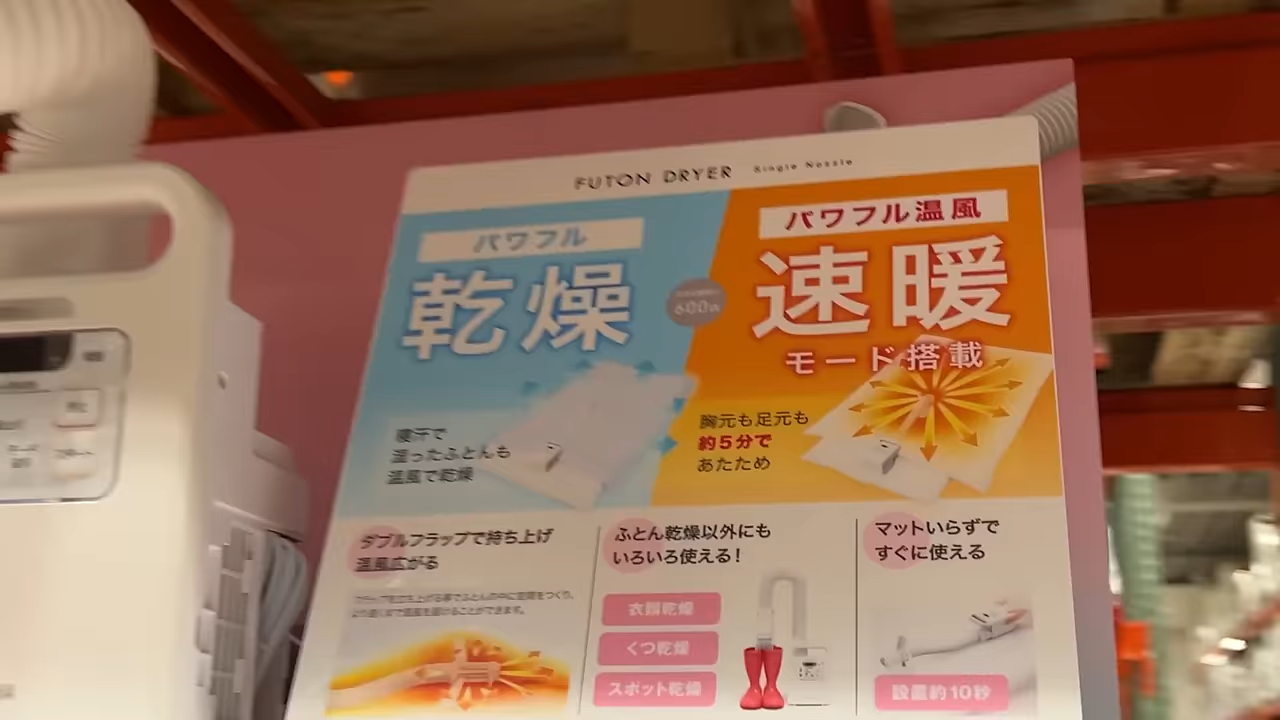 FUTON DRYER Single Nozzle
パワフル
乾燥
600w
パワフル温風
速暖
モード搭載
寝汗で
湿ったふとんも
温風で乾燥
胸元も足元も
約5分で
あたため
ダブルフラップで持ち上げ
温風広がる
ふとん乾燥以外にも
いろいろ使える!
衣類乾燥
くつ乾燥
スポット乾燥
マットいらずで
すぐに使える
設置約10秒